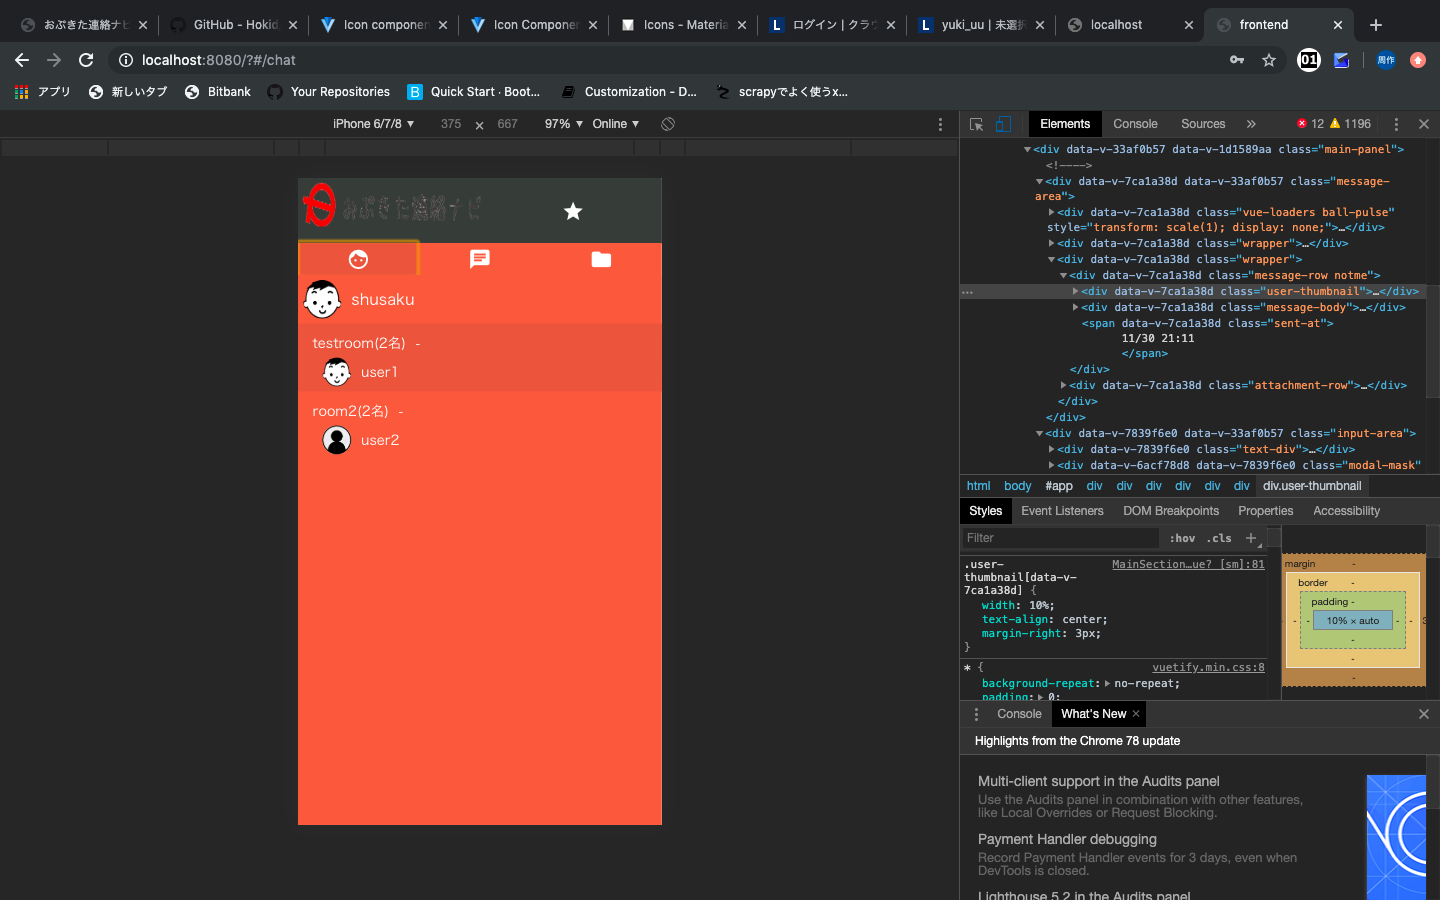 おぷきた連絡ナビ
GitHub - Hokid
Icon componen
Icon Componen
Icons - Materia
ログイン | クラウ
yuki_uu | 未選択
localhost
frontend
localhost:8080/?#/chat
01
周作
アプリ
新しいタブ
Bitbank
Your Repositories
Quick Start · Boot...
Customization - D...
scrapyでよく使うx...
iPhone 6/7/8
375
667
97%
Online
Elements
Console
Sources
12
1196
おぷきた連絡ナビ
shusaku
testroom(2名) -
user1
room2(2名) -
user2
<div data-v-33af0b57 data-v-1d1589aa class="main-panel">
<!---->
<div data-v-7ca1a38d data-v-33af0b57 class="message-
area">
<div data-v-7ca1a38d class="vue-loaders ball-pulse"
style="transform: scale(1); display: none;">…</div>
<div data-v-7ca1a38d class="wrapper">…</div>
<div data-v-7ca1a38d class="wrapper">
<div data-v-7ca1a38d class="message-row notme">
<div data-v-7ca1a38d class="user-thumbnail">…</div>
<div data-v-7ca1a38d class="message-body">…</div>
<span data-v-7ca1a38d class="sent-at">
11/30 21:11
</span>
</div>
<div data-v-7ca1a38d class="attachment-row">…</div>
</div>
</div>
<div data-v-7839f6e0 data-v-33af0b57 class="input-area">
<div data-v-7839f6e0 class="text-div">…</div>
<div data-v-6acf78d8 data-v-7839f6e0 class="modal-mask"
html body #app div div div div div div div.user-thumbnail
Styles Event Listeners DOM Breakpoints Properties Accessibility
Filter
:hov .cls +
.user- MainSection…ue? [sm]:81
thumbnail[data-v-
7ca1a38d] {
width: 10%;
text-align: center;
margin-right: 3px;
}
* { vuetify.min.css:8
background-repeat: no-repeat;
padding: 0;
margin -
border -
padding -
- - 10% × auto - - 3
-
-
-
Console What's New
Highlights from the Chrome 78 update
Multi-client support in the Audits panel
Use the Audits panel in combination with other features,
like Local Overrides or Request Blocking.
Payment Handler debugging
Record Payment Handler events for 3 days, even when
DevTools is closed.
Lighthouse 5.2 in the Audits panel